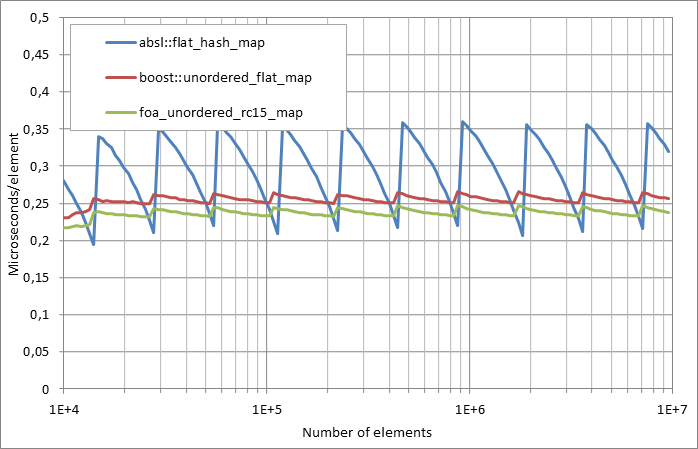 0,5
0,45
0,4
0,35
0,3
0,25
0,2
0,15
0,1
0,05
0
Microseconds/element
absl::flat_hash_map
boost::unordered_flat_map
foa_unordered_rc15_map
1E+4 1E+5 1E+6 1E+7
Number of elements